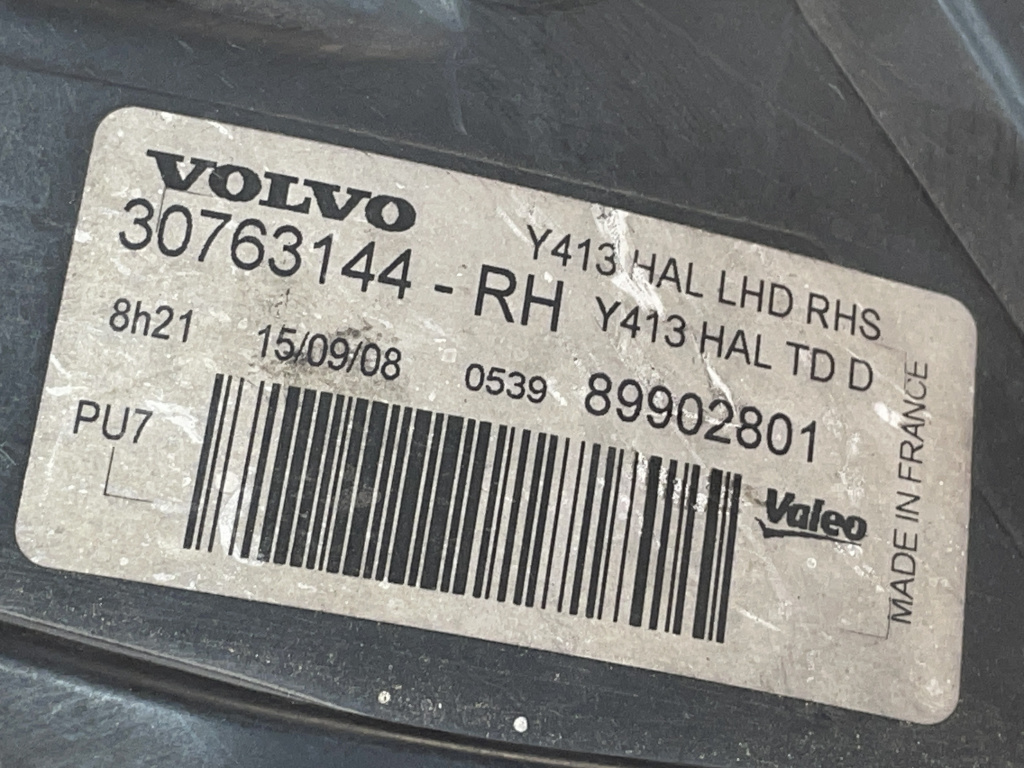 VOLVO
30763144 - RH
Y413 HAL LHD RHS
Y413 HAL TD D
8h21 15/09/08 0539 89902801
PU7
Valeo
MADE IN FRANCE